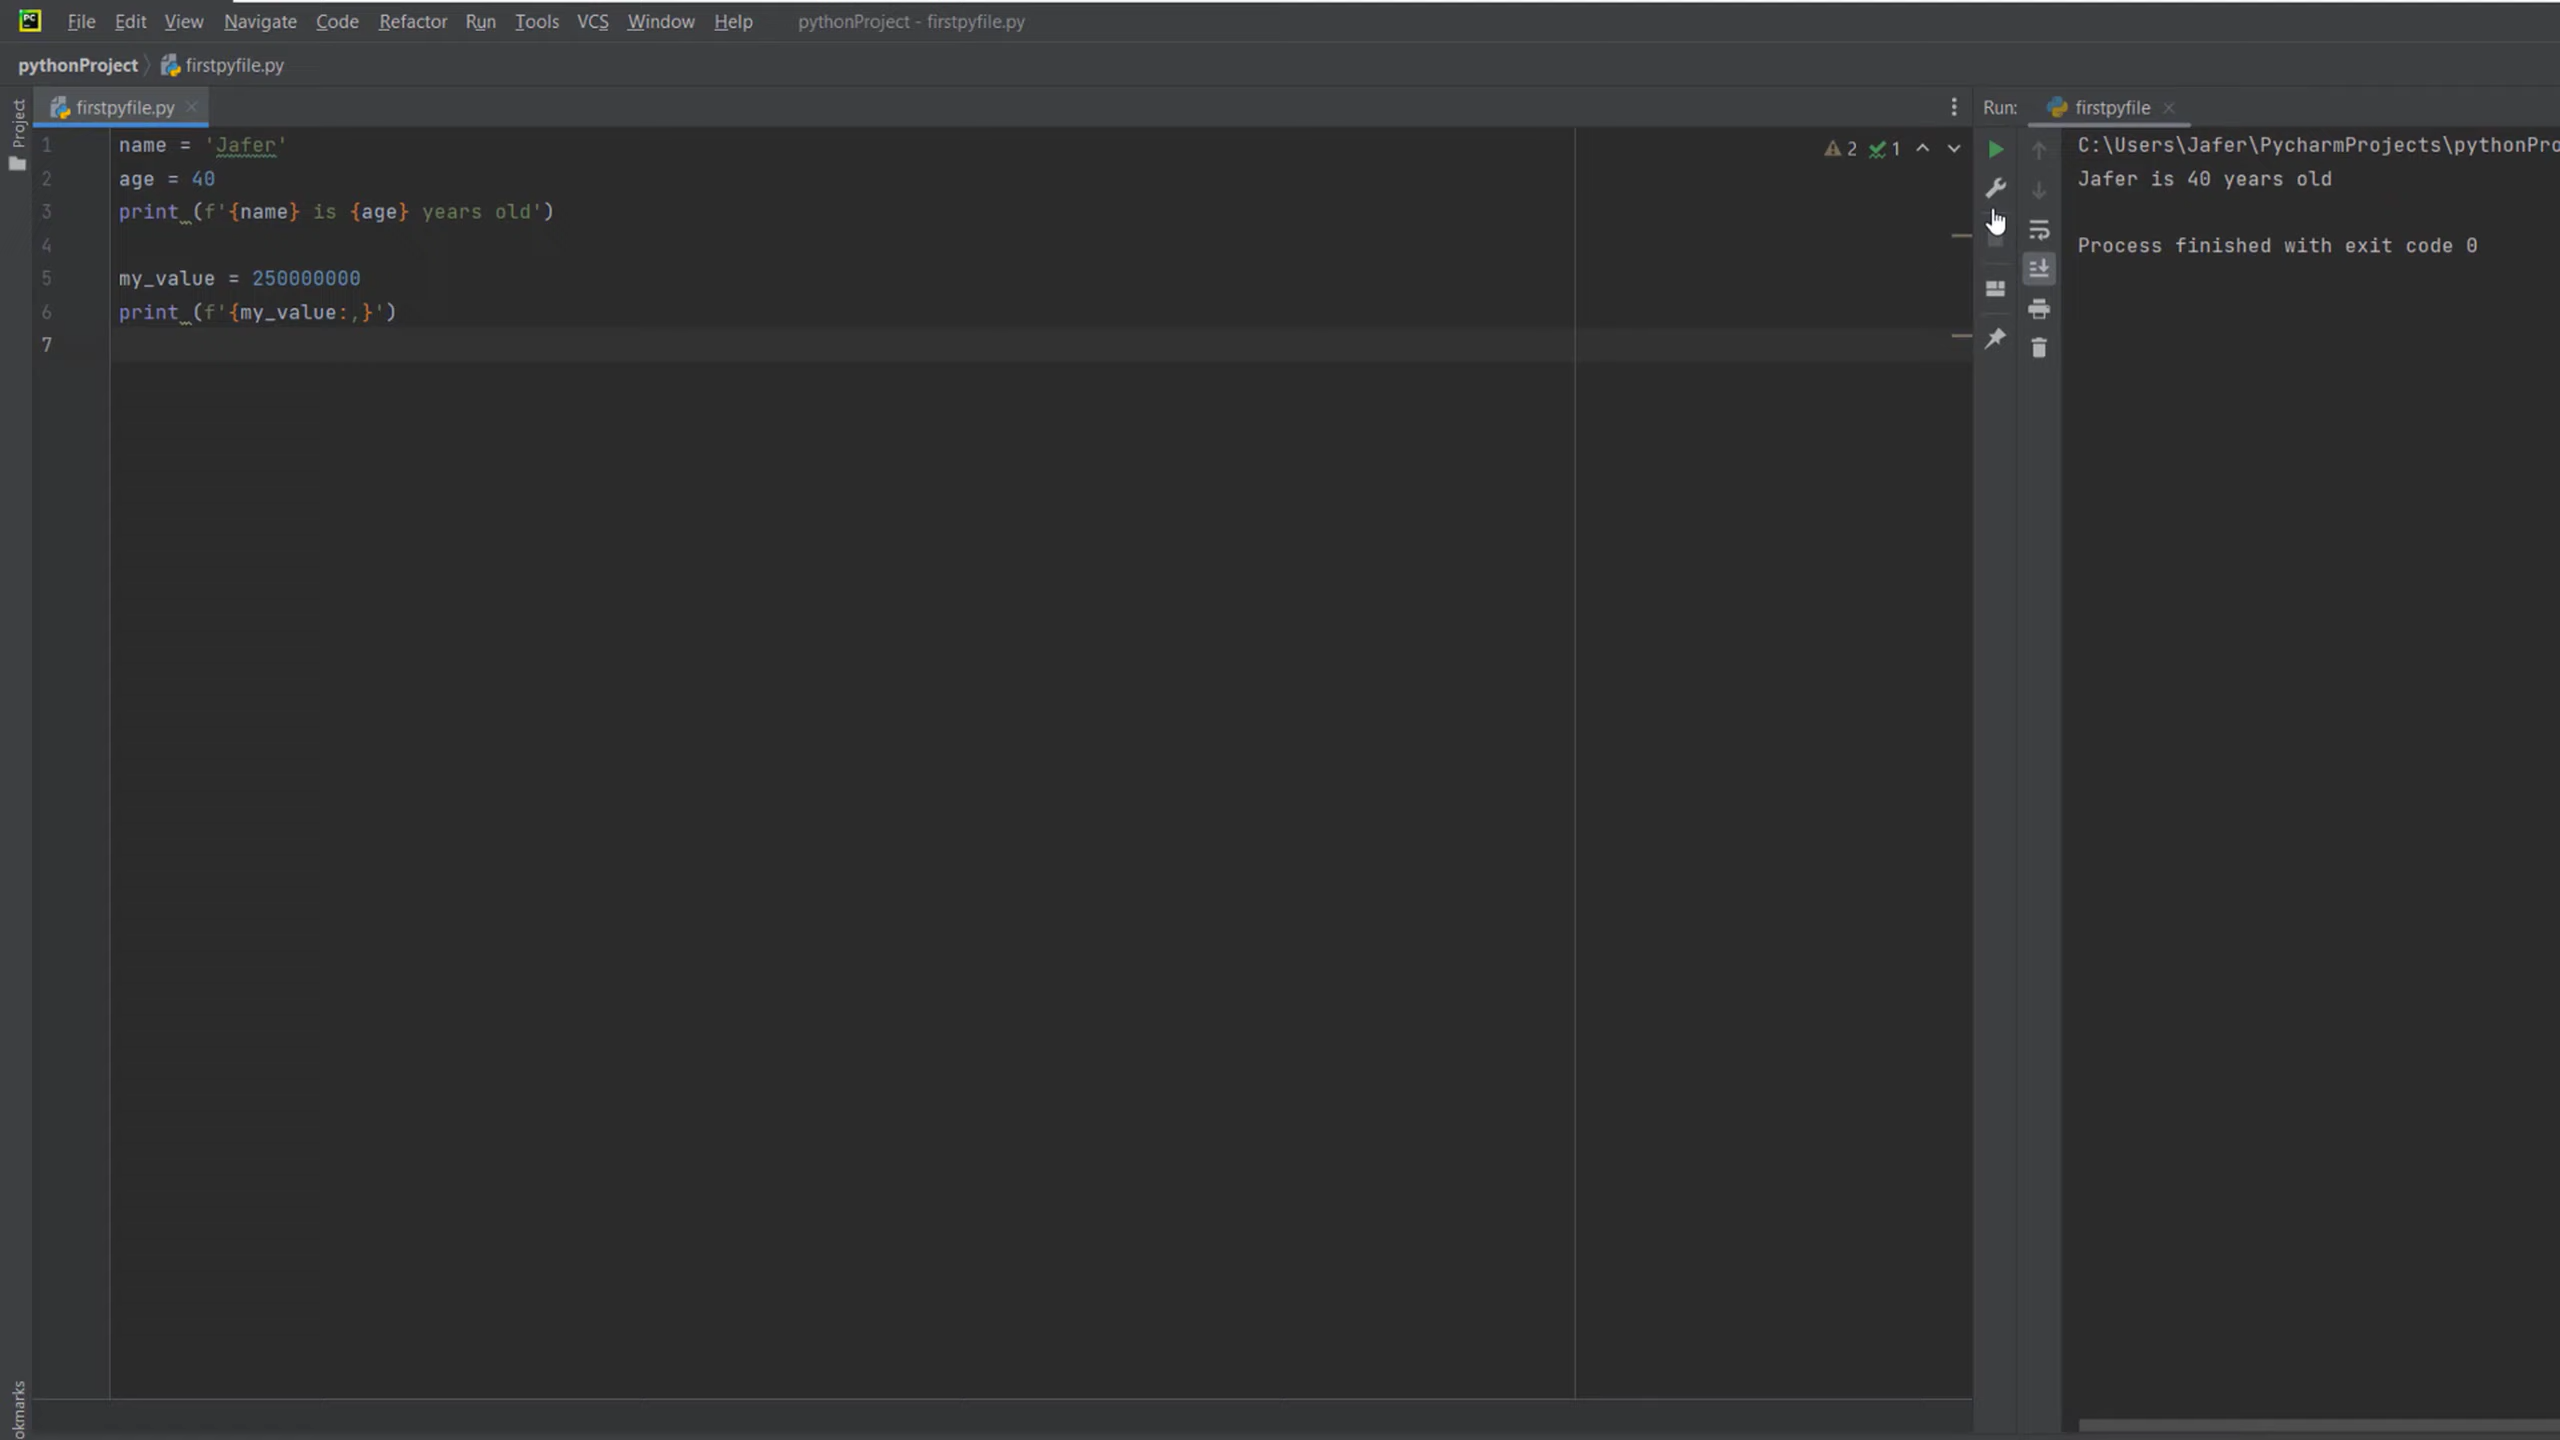 PC File Edit View Navigate Code Refactor Run Tools VCS Window Help pythonProject - firstpyfile.py
pythonProject firstpyfile.py
Project
firstpyfile.py
1 name = 'Jafer'
2 age = 40
3 print (f'{name} is {age} years old')
4
5 my_value = 250000000
6 print (f'{my_value:,}')
7
2 1
Run: firstpyfile
C:\Users\Jafer\PycharmProjects\pythonPro
Jafer is 40 years old
Process finished with exit code 0
okmarks